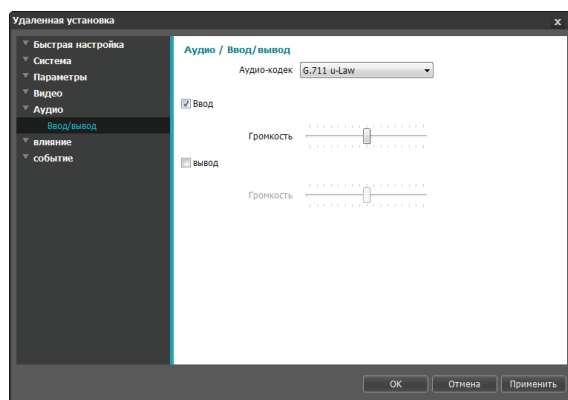 Удаленная установка
x
Быстрая настройка
Система
Параметры
Видео
Аудио
Ввод/вывод
влияние
событие
Аудио / Ввод/вывод
Аудио-кодек G.711 u-Law
Ввод
Громкость
вывод
Громкость
OK Отмена Применить